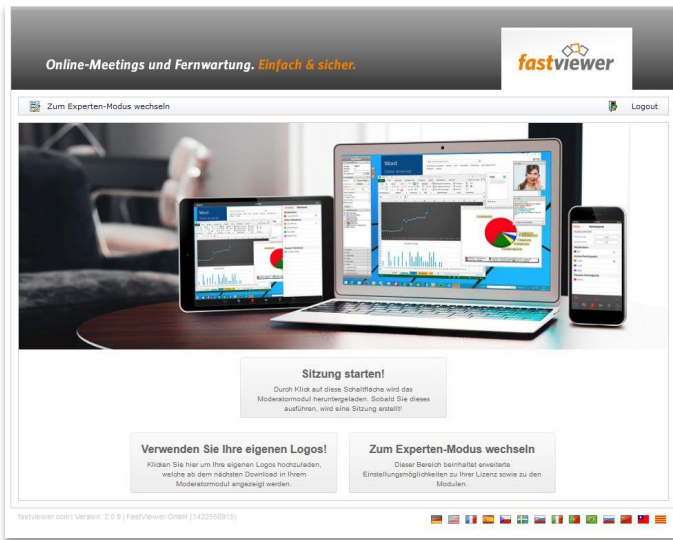 Online-Meetings und Fernwartung. Einfach & sicher.
fastviewer
Zum Experten-Modus wechseln
Logout
Word
Sitzung starten!
Durch Klick auf diese Schaltfläche wird das
Moderatormodul heruntergeladen. Sobald Sie dieses
ausführen, wird eine Sitzung erstellt!
Verwenden Sie Ihre eigenen Logos!
Klicken Sie hier um Ihre eigenen Logos hochzuladen,
welche ab dem nächsten Download in Ihrem
Moderatormodul angezeigt werden.
Zum Experten-Modus wechseln
Dieser Bereich beinhaltet erweiterte
Einstellungsmöglichkeiten zu Ihrer Lizenz sowie zu den
Modulen.
fastviewer.com | Version: 2.0.9 | FastViewer GmbH (1422558915)